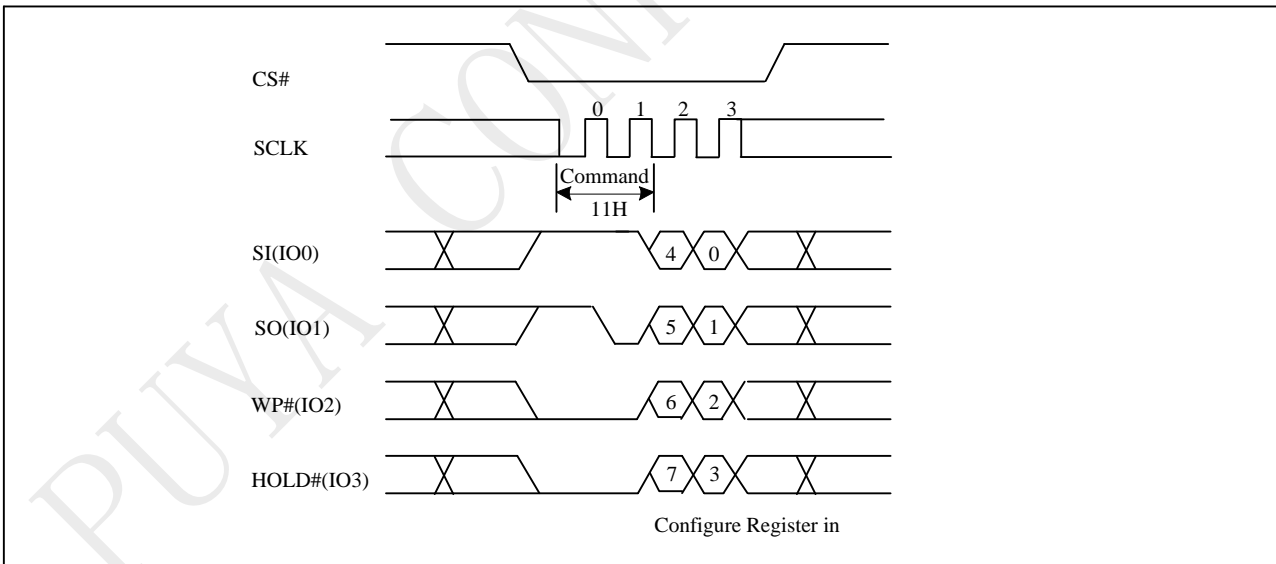 PUYA CONF
CS#
0 1 2 3
SCLK
Command
11H
SI(IO0) 4 0
SO(IO1) 5 1
WP#(IO2) 6 2
HOLD#(IO3) 7 3
Configure Register in